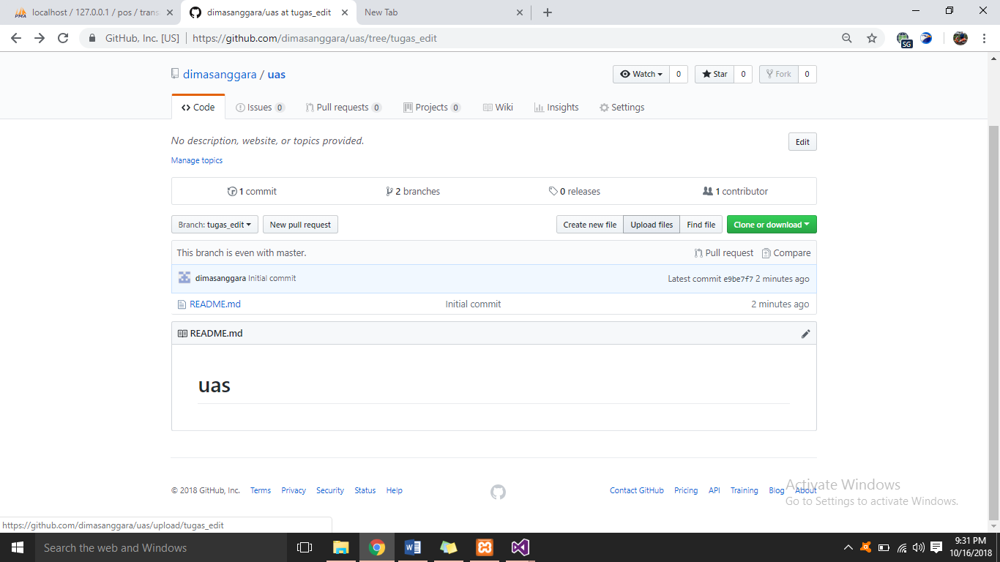 localhost / 127.0.0.1 / pos / trans
dimasanggara/uas at tugas_edit
New Tab
GitHub, Inc. [US] https://github.com/dimasanggara/uas/tree/tugas_edit
SG
dimasanggara / uas
Watch 0 Star 0 Fork 0
Code Issues 0 Pull requests 0 Projects 0 Wiki Insights Settings
No description, website, or topics provided.
Edit
Manage topics
1 commit 2 branches 0 releases 1 contributor
Branch: tugas_edit New pull request Create new file Upload files Find file Clone or download
This branch is even with master. Pull request Compare
dimasanggara Initial commit Latest commit e9be7f7 2 minutes ago
README.md Initial commit 2 minutes ago
README.md
uas
© 2018 GitHub, Inc. Terms Privacy Security Status Help Contact GitHub Pricing API Training Blog About
Activate Windows
Go to Settings to activate Windows.
https://github.com/dimasanggara/uas/upload/tugas_edit
Search the web and Windows
9:31 PM
10/16/2018